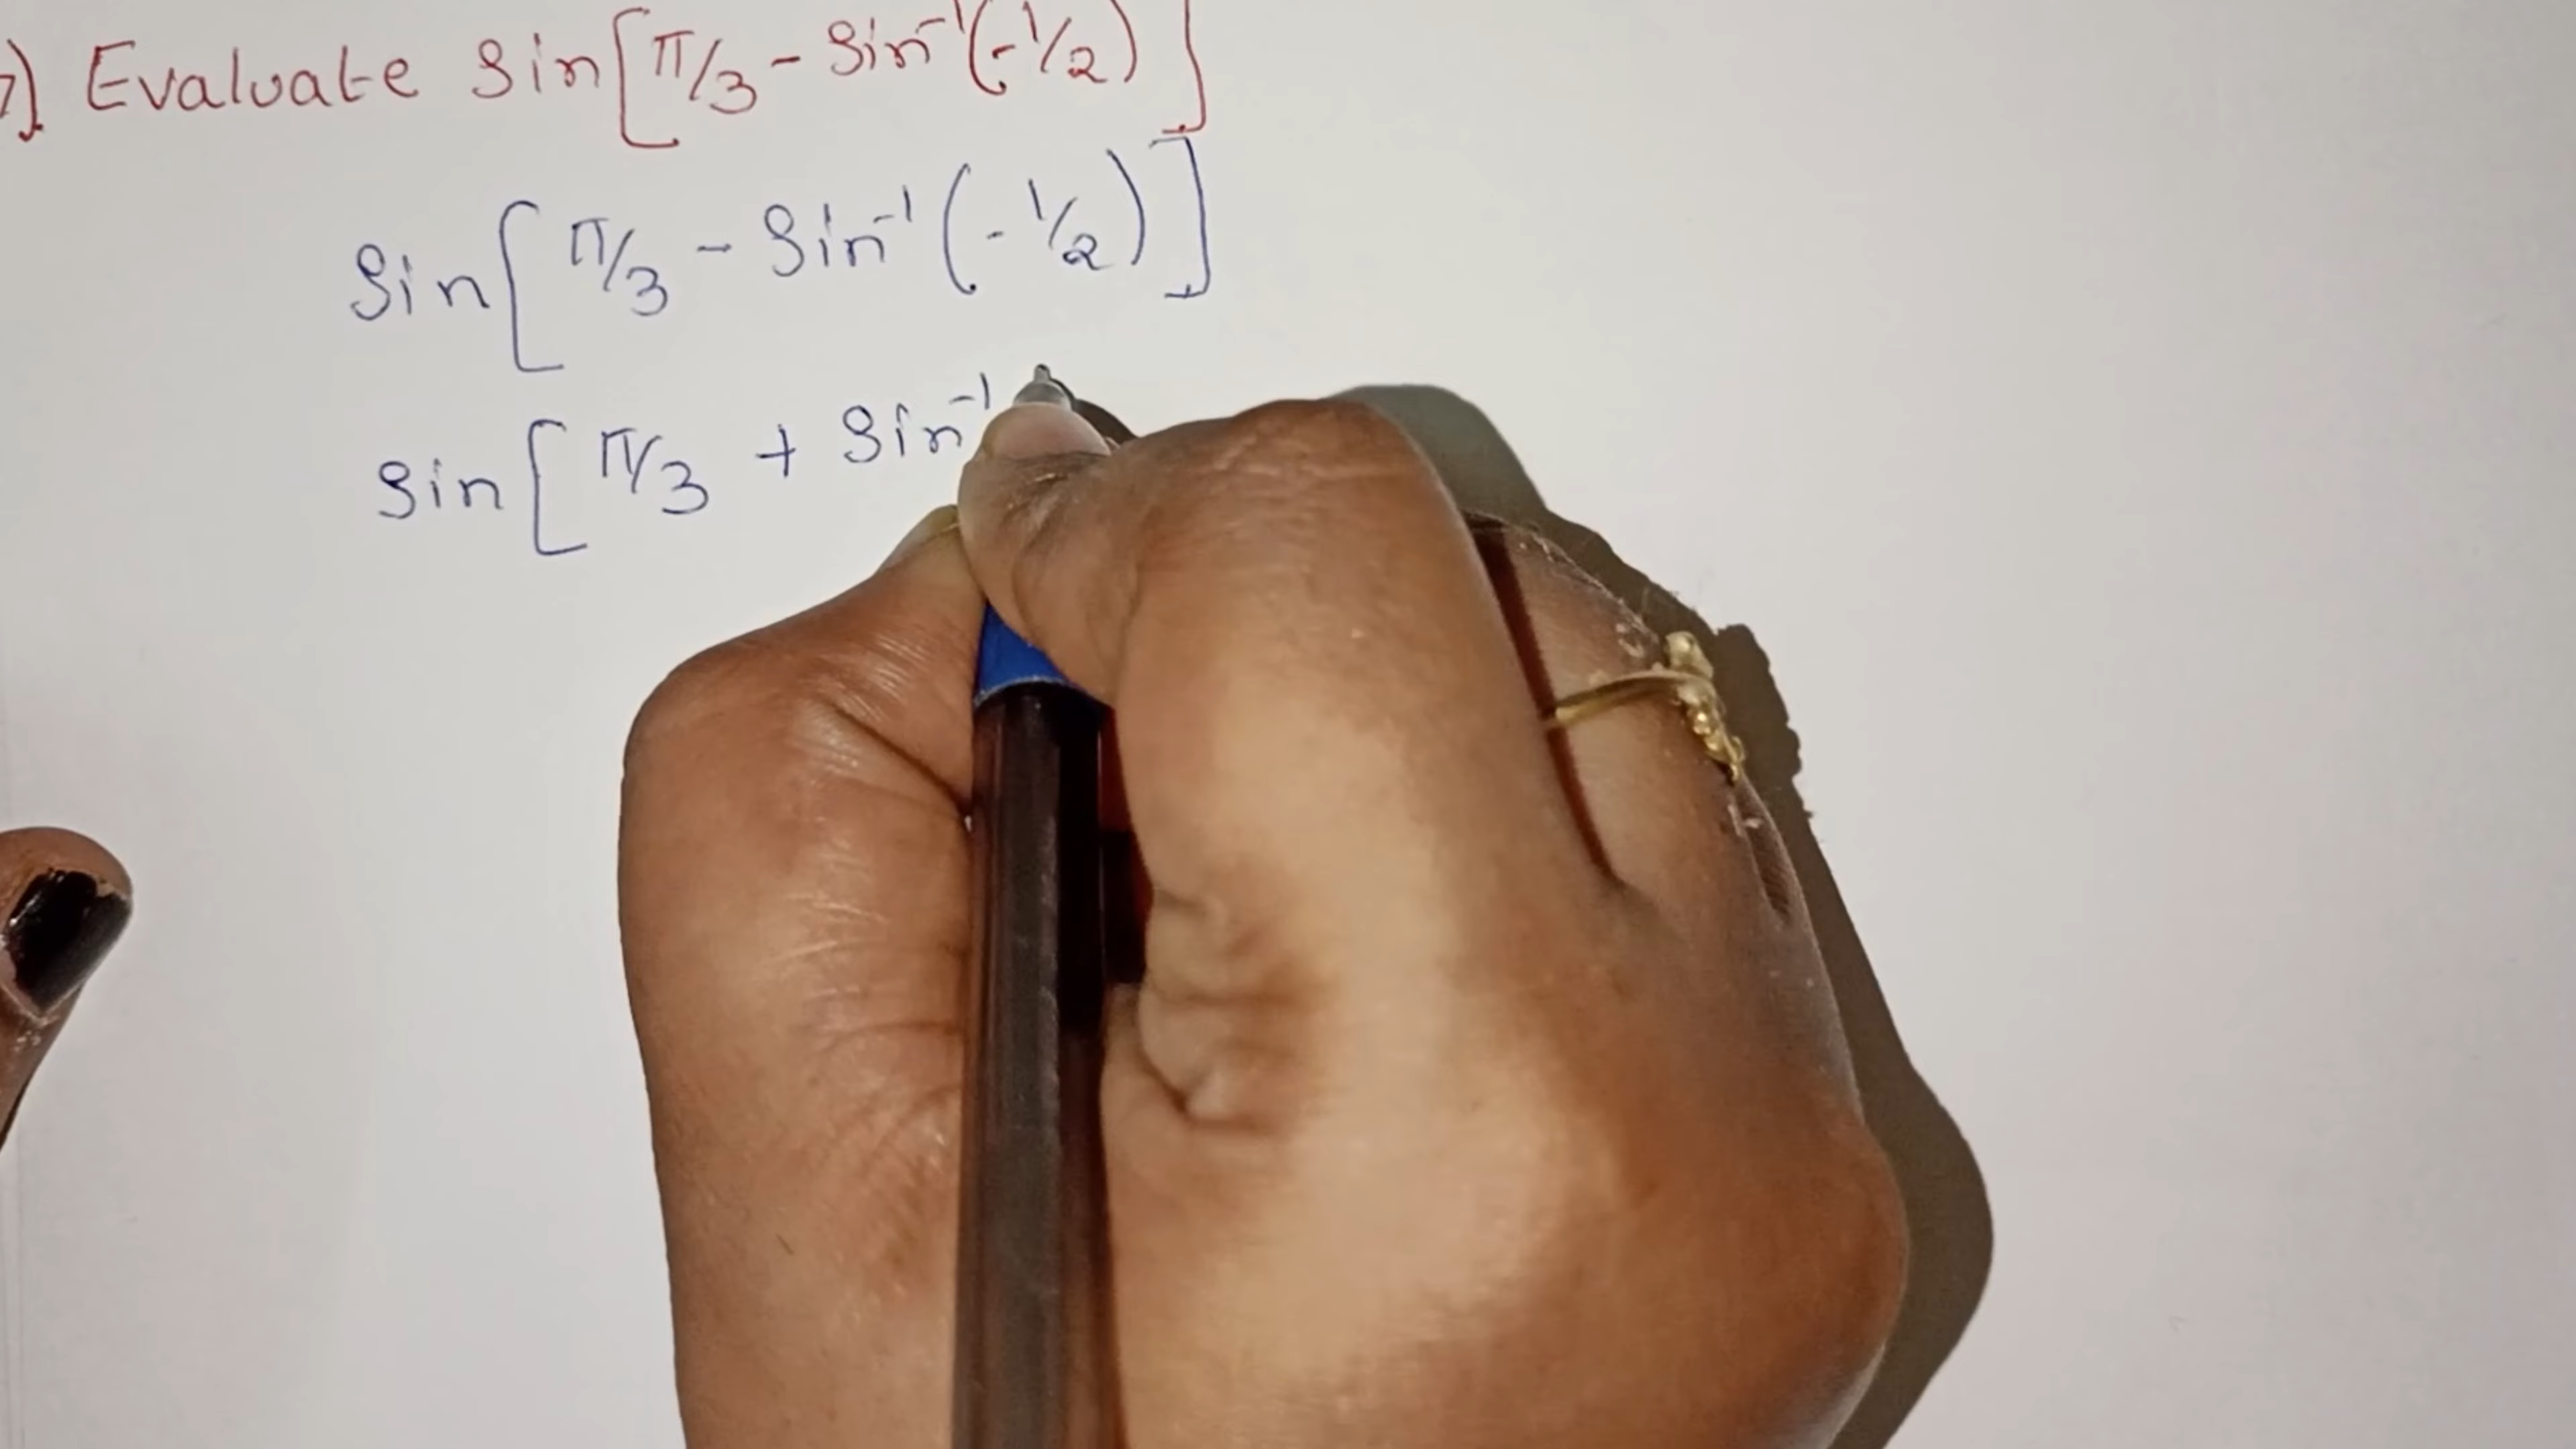 7). Evaluate Sin[π/3 - Sin⁻¹(-1/2)]
Sin[π/3 - Sin⁻¹(-1/2)]
Sin[π/3 + Sin⁻¹